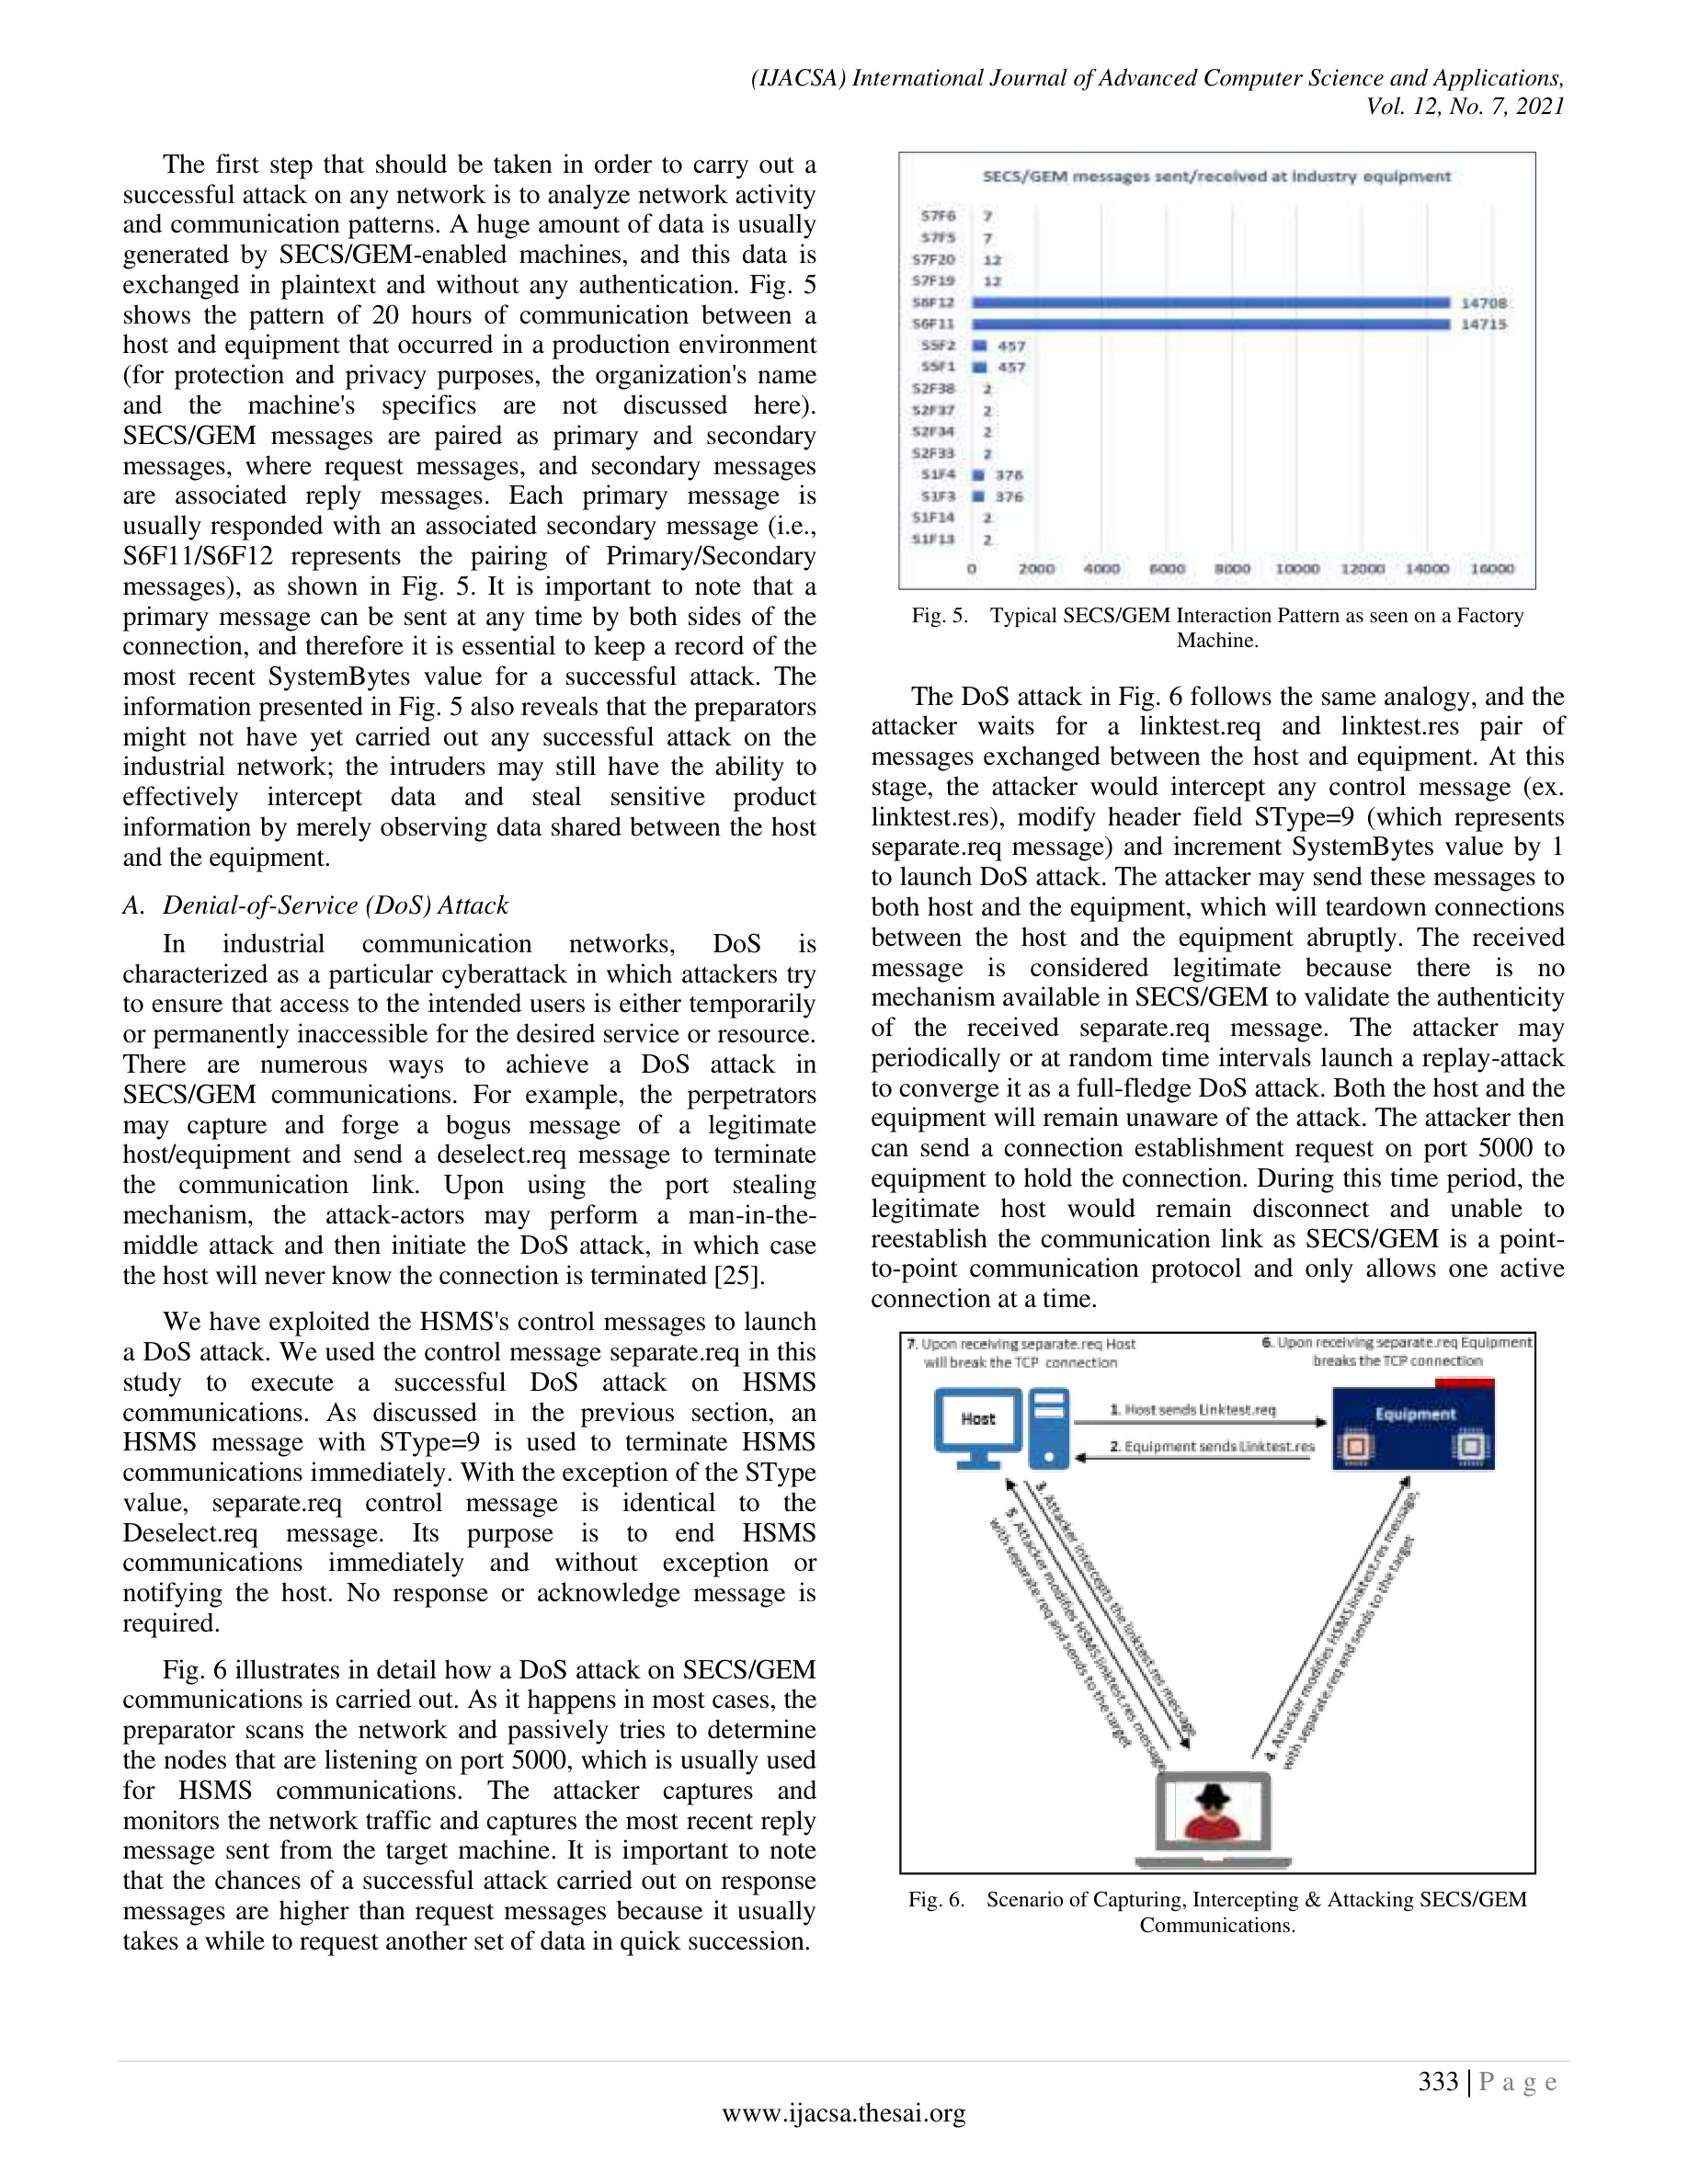 (IJACSA) International Journal of Advanced Computer Science and Applications,
Vol. 12, No. 7, 2021
The first step that should be taken in order to carry out a
successful attack on any network is to analyze network activity
and communication patterns. A huge amount of data is usually
generated by SECS/GEM-enabled machines, and this data is
exchanged in plaintext and without any authentication. Fig. 5
shows the pattern of 20 hours of communication between a
host and equipment that occurred in a production environment
(for protection and privacy purposes, the organization's name
and the machine's specifics are not discussed here).
SECS/GEM messages are paired as primary and secondary
messages, where request messages, and secondary messages
are associated reply messages. Each primary message is
usually responded with an associated secondary message (i.e.,
S6F11/S6F12 represents the pairing of Primary/Secondary
messages), as shown in Fig. 5. It is important to note that a
primary message can be sent at any time by both sides of the
connection, and therefore it is essential to keep a record of the
most recent SystemBytes value for a successful attack. The
information presented in Fig. 5 also reveals that the preparators
might not have yet carried out any successful attack on the
industrial network; the intruders may still have the ability to
effectively intercept data and steal sensitive product
information by merely observing data shared between the host
and the equipment.
A. Denial-of-Service (DoS) Attack
In industrial communication networks, DoS is
characterized as a particular cyberattack in which attackers try
to ensure that access to the intended users is either temporarily
or permanently inaccessible for the desired service or resource.
There are numerous ways to achieve a DoS attack in
SECS/GEM communications. For example, the perpetrators
may capture and forge a bogus message of a legitimate
host/equipment and send a deselect.req message to terminate
the communication link. Upon using the port stealing
mechanism, the attack-actors may perform a man-in-the-
middle attack and then initiate the DoS attack, in which case
the host will never know the connection is terminated [25].
We have exploited the HSMS's control messages to launch
a DoS attack. We used the control message separate.req in this
study to execute a successful DoS attack on HSMS
communications. As discussed in the previous section, an
HSMS message with SType=9 is used to terminate HSMS
communications immediately. With the exception of the SType
value, separate.req control message is identical to the
Deselect.req message. Its purpose is to end HSMS
communications immediately and without exception or
notifying the host. No response or acknowledge message is
required.
Fig. 6 illustrates in detail how a DoS attack on SECS/GEM
communications is carried out. As it happens in most cases, the
preparator scans the network and passively tries to determine
the nodes that are listening on port 5000, which is usually used
for HSMS communications. The attacker captures and
monitors the network traffic and captures the most recent reply
message sent from the target machine. It is important to note
that the chances of a successful attack carried out on response
messages are higher than request messages because it usually
takes a while to request another set of data in quick succession.
SECS/GEM messages sent/received at industry equipment
S7F6 7
S7F5 7
S7F20 12
S7F19 12
S6F12 14708
S6F11 14715
S5F2 457
S5F1 457
S2F38 2
S2F37 2
S2F34 2
S2F33 2
S1F4 376
S1F3 376
S1F14 2
S1F13 2
0 2000 4000 6000 8000 10000 12000 14000 16000
Fig. 5. Typical SECS/GEM Interaction Pattern as seen on a Factory
Machine.
The DoS attack in Fig. 6 follows the same analogy, and the
attacker waits for a linktest.req and linktest.res pair of
messages exchanged between the host and equipment. At this
stage, the attacker would intercept any control message (ex.
linktest.res), modify header field SType=9 (which represents
separate.req message) and increment SystemBytes value by 1
to launch DoS attack. The attacker may send these messages to
both host and the equipment, which will teardown connections
between the host and the equipment abruptly. The received
message is considered legitimate because there is no
mechanism available in SECS/GEM to validate the authenticity
of the received separate.req message. The attacker may
periodically or at random time intervals launch a replay-attack
to converge it as a full-fledge DoS attack. Both the host and the
equipment will remain unaware of the attack. The attacker then
can send a connection establishment request on port 5000 to
equipment to hold the connection. During this time period, the
legitimate host would remain disconnect and unable to
reestablish the communication link as SECS/GEM is a point-
to-point communication protocol and only allows one active
connection at a time.
7. Upon receiving separate.req Host
will break the TCP connection
6. Upon receiving separate.req Equipment
breaks the TCP connection
Host
1. Host sends Linktest.req
Equipment
2. Equipment sends Linktest.res
3. Attacker intercepts the linktest.res message
5. Attacker modifies HSMS linktest.res message
with separate.req and sends to the target
4. Attacker modifies HSMS linktest.res message,
with separate.req and sends to the target
Fig. 6. Scenario of Capturing, Intercepting & Attacking SECS/GEM
Communications.
333 | Page
www.ijacsa.thesai.org